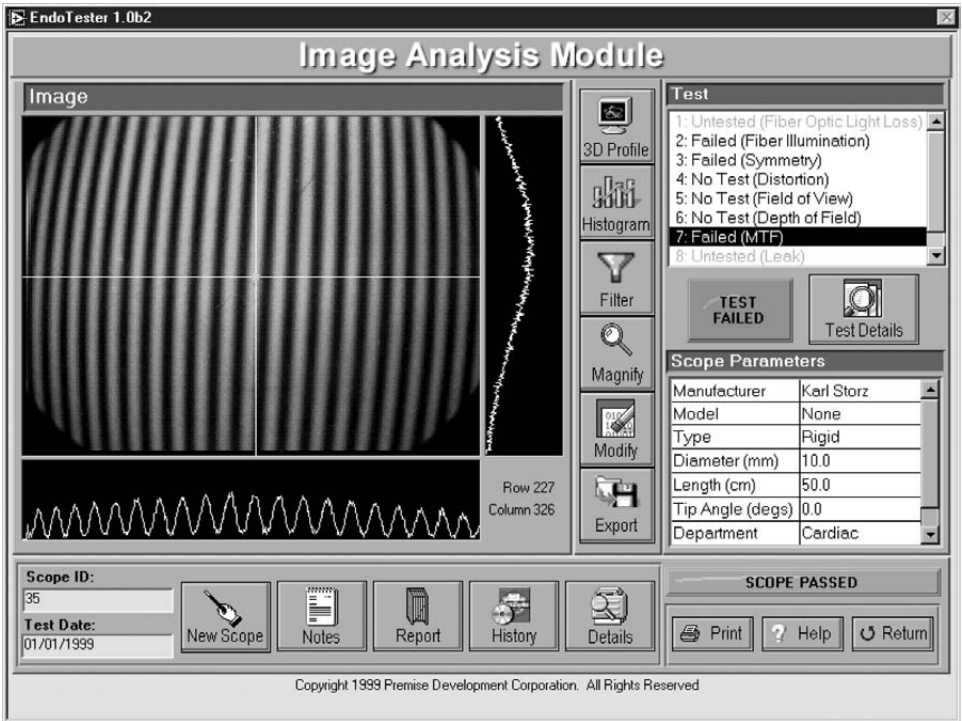 EndoTester 1.0b2
Image Analysis Module
Image
3D Profile
Histogram
Filter
Magnify
Modify
Export
Row 227
Column 326
Test
1: Untested (Fiber Optic Light Loss)
2: Failed (Fiber Illumination)
3: Failed (Symmetry)
4: No Test (Distortion)
5: No Test (Field of View)
6: No Test (Depth of Field)
7: Failed (MTF)
8: Untested (Leak)
TEST
FAILED
Test Details
Scope Parameters
Manufacturer Karl Storz
Model None
Type Rigid
Diameter (mm) 10.0
Length (cm) 50.0
Tip Angle (degs) 0.0
Department Cardiac
Scope ID:
35
Test Date:
01/01/1999
New Scope
Notes
Report
History
Details
SCOPE PASSED
Print
? Help
Return
Copyright 1999 Premise Development Corporation. All Rights Reserved